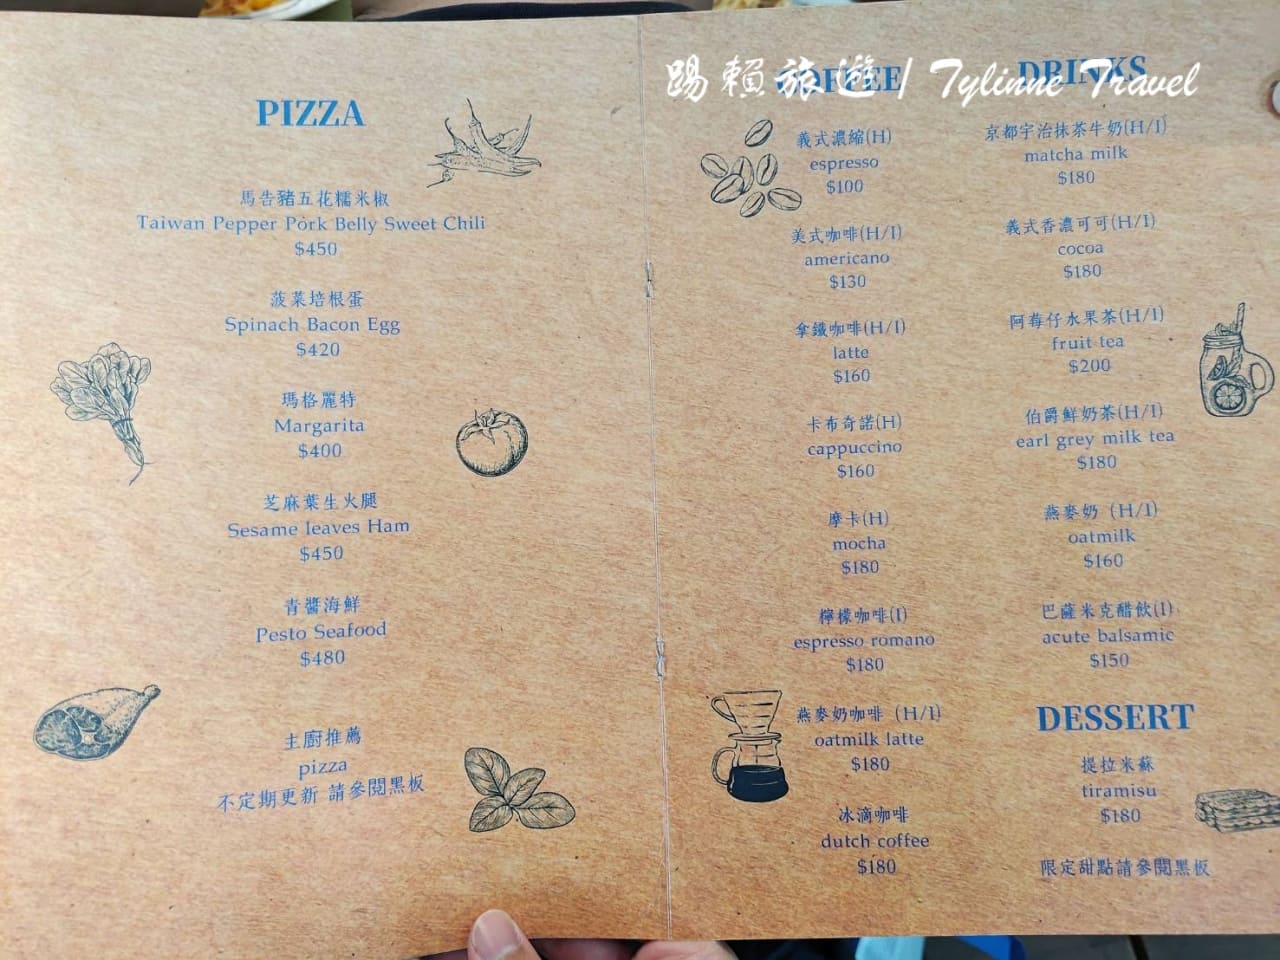 踢賴旅遊 / Tylinne Travel
PIZZA
馬告豬五花糯米椒
Taiwan Pepper Pork Belly Sweet Chili
$450
菠菜培根蛋
Spinach Bacon Egg
$420
瑪格麗特
Margarita
$400
芝麻葉生火腿
Sesame leaves Ham
$450
青醬海鮮
Pesto Seafood
$480
主廚推薦
pizza
不定期更新 請參閱黑板
COFFEE
義式濃縮(H)
espresso
$100
美式咖啡(H/I)
americano
$130
拿鐵咖啡(H/I)
latte
$160
卡布奇諾(H)
cappuccino
$160
摩卡(H)
mocha
$180
檸檬咖啡(I)
espresso romano
$180
燕麥奶咖啡 (H/I)
oatmilk latte
$180
冰滴咖啡
dutch coffee
$180
DRINKS
京都宇治抹茶牛奶(H/I)
matcha milk
$180
義式香濃可可(H/I)
cocoa
$180
阿莓仔水果茶(H/I)
fruit tea
$200
伯爵鮮奶茶(H/I)
earl grey milk tea
$180
燕麥奶 (H/I)
oatmilk
$160
巴薩米克醋飲(I)
acute balsamic
$150
DESSERT
提拉米蘇
tiramisu
$180
限定甜點請參閱黑板